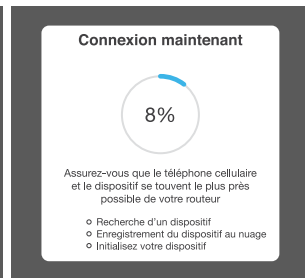 Connexion maintenant
8%
Assurez-vous que le téléphone cellulaire
et le dispositif se touvent le plus près
possible de votre routeur
Recherche d'un dispositif
Enregistrement du dispositif au nuage
Initialisez votre dispositif